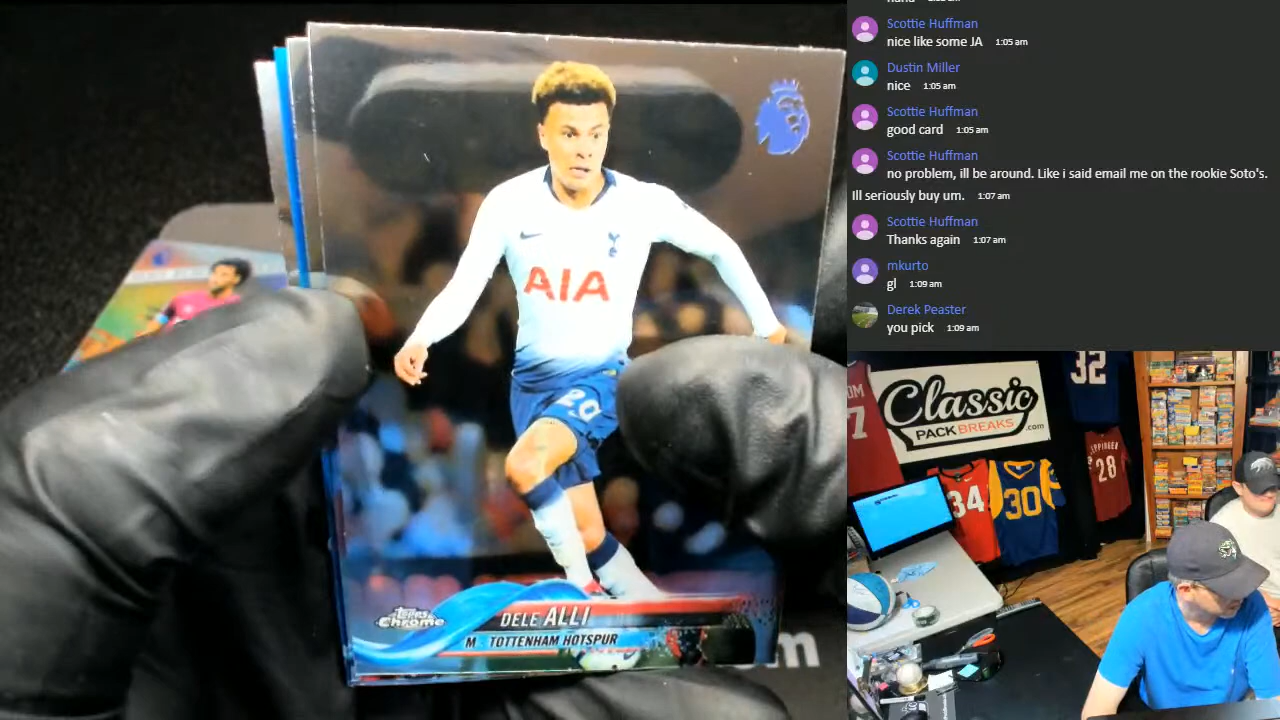 AIA
20
Topps
Chrome
DELE ALLI
M - TOTTENHAM HOTSPUR
m
Scottie Huffman
nice like some JA 1:05 am
Dustin Miller
nice 1:05 am
Scottie Huffman
good card 1:05 am
Scottie Huffman
no problem, ill be around. Like i said email me on the rookie Soto's.
Ill seriously buy um. 1:07 am
Scottie Huffman
Thanks again 1:07 am
mkurto
gl 1:09 am
Derek Peaster
you pick 1:09 am
Classic
PACK BREAKS.com
32
7
34
30
28